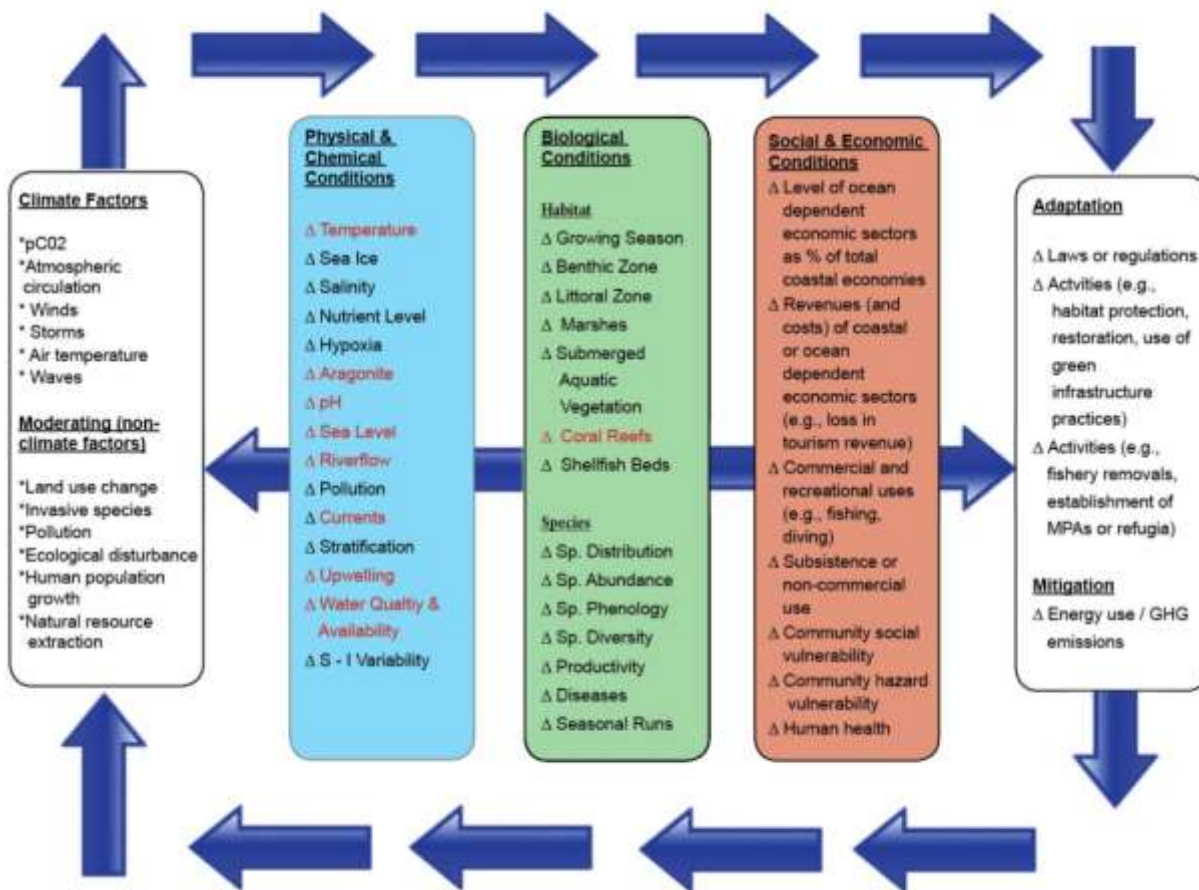 Climate Factors
*pC02
*Atmospheric
circulation
* Winds
* Storms
* Air temperature
* Waves
Moderating (non-
climate factors)
*Land use change
*Invasive species
*Pollution
*Ecological disturbance
*Human population
growth
*Natural resource
extraction
Physical &
Chemical
Conditions
Δ Temperature
Δ Sea Ice
Δ Salinity
Δ Nutrient Level
Δ Hypoxia
Δ Aragonite
Δ pH
Δ Sea Level
Δ Riverflow
Δ Pollution
Δ Currents
Δ Stratification
Δ Upwelling
Δ Water Qualtiy &
Availability
Δ S - I Variability
Biological
Conditions
Habitat
Δ Growing Season
Δ Benthic Zone
Δ Littoral Zone
Δ Marshes
Δ Submerged
Aquatic
Vegetation
Δ Coral Reefs
Δ Shellfish Beds
Species
Δ Sp. Distribution
Δ Sp. Abundance
Δ Sp. Phenology
Δ Sp. Diversity
Δ Productivity
Δ Diseases
Δ Seasonal Runs
Social & Economic
Conditions
Δ Level of ocean
dependent
economic sectors
as % of total
coastal economies
Δ Revenues (and
costs) of coastal
or ocean
dependent
economic sectors
(e.g., loss in
tourism revenue)
Δ Commercial and
recreational uses
(e.g., fishing,
diving)
Δ Subsistence or
non-commercial
use
Δ Community social
vulnerability
Δ Community hazard
vulnerability
Δ Human health
Adaptation
Δ Laws or regulations
Δ Actvities (e.g.,
habitat protection,
restoration, use of
green
infrastructure
practices)
Δ Activities (e.g.,
fishery removals,
establishment of
MPAs or refugia)
Mitigation
Δ Energy use / GHG
emissions